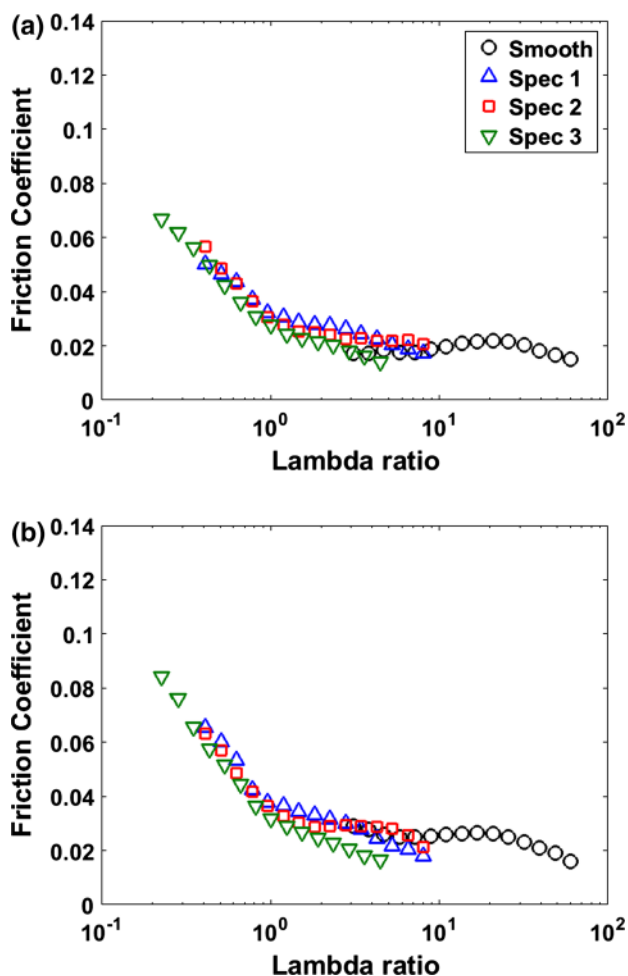 (a)
0.14
0.12
0.1
0.08
0.06
0.04
0.02
0
Friction Coefficient
Smooth
Spec 1
Spec 2
Spec 3
10-1 100 101 102
Lambda ratio
(b)
0.14
0.12
0.1
0.08
0.06
0.04
0.02
0
Friction Coefficient
10-1 100 101 102
Lambda ratio